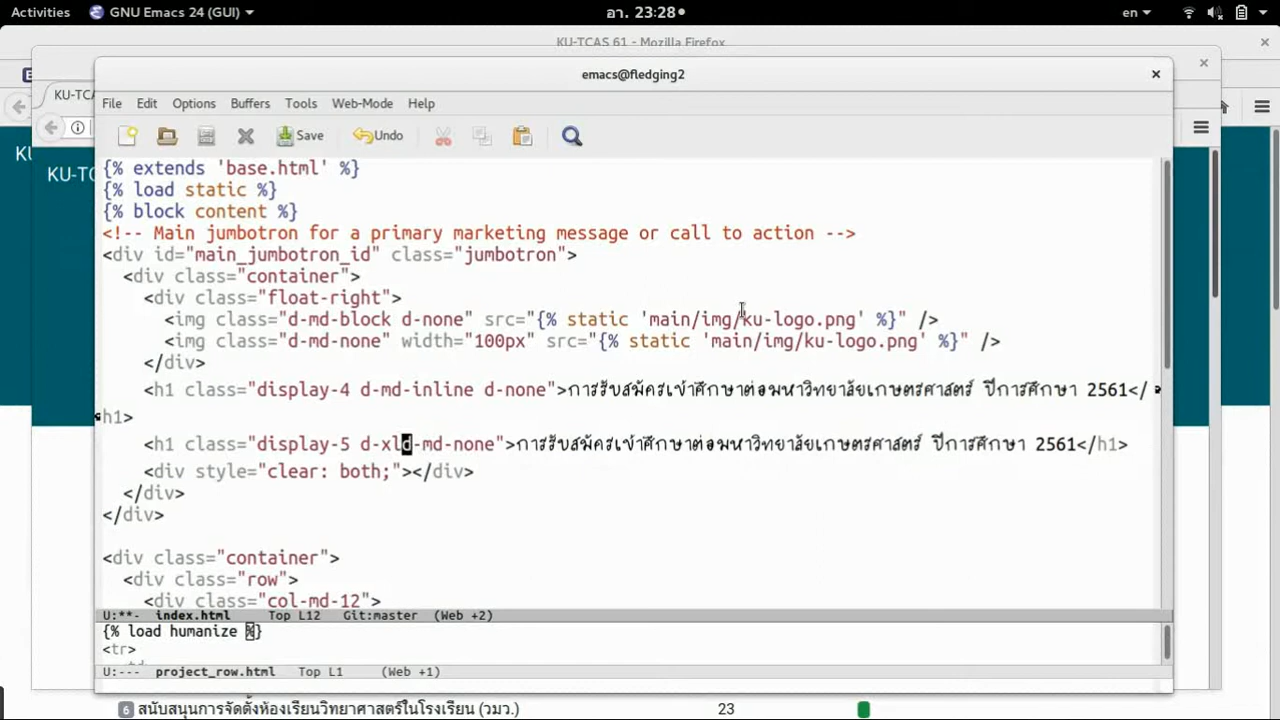 Activities GNU Emacs 24 (GUI) อา. 23:28 en
KU-TCAS 61 - Mozilla Firefox
emacs@fledging2
KU-TCA
File Edit Options Buffers Tools Web-Mode Help
Save Undo
KU
KU-TC
{% extends 'base.html' %}
{% load static %}
{% block content %}
<!-- Main jumbotron for a primary marketing message or call to action -->
<div id="main_jumbotron_id" class="jumbotron">
<div class="container">
<div class="float-right">
<img class="d-md-block d-none" src="{% static 'main/img/ku-logo.png' %}" />
<img class="d-md-none" width="100px" src="{% static 'main/img/ku-logo.png' %}" />
</div>
<h1 class="display-4 d-md-inline d-none">การรับสมัครเข้าศึกษาต่อมหาวิทยาลัยเกษตรศาสตร์ ปีการศึกษา 2561</
h1>
<h1 class="display-5 d-xld-md-none">การรับสมัครเข้าศึกษาต่อมหาวิทยาลัยเกษตรศาสตร์ ปีการศึกษา 2561</h1>
<div style="clear: both;"></div>
</div>
</div>
<div class="container">
<div class="row">
<div class="col-md-12">
U:**- index.html Top L12 Git:master (Web +2)
{% load humanize %}
<tr>
U:--- project_row.html Top L1 (Web +1)
6 สนับสนุนการจัดตั้งห้องเรียนวิทยาศาสตร์ในโรงเรียน (วมว.) 23